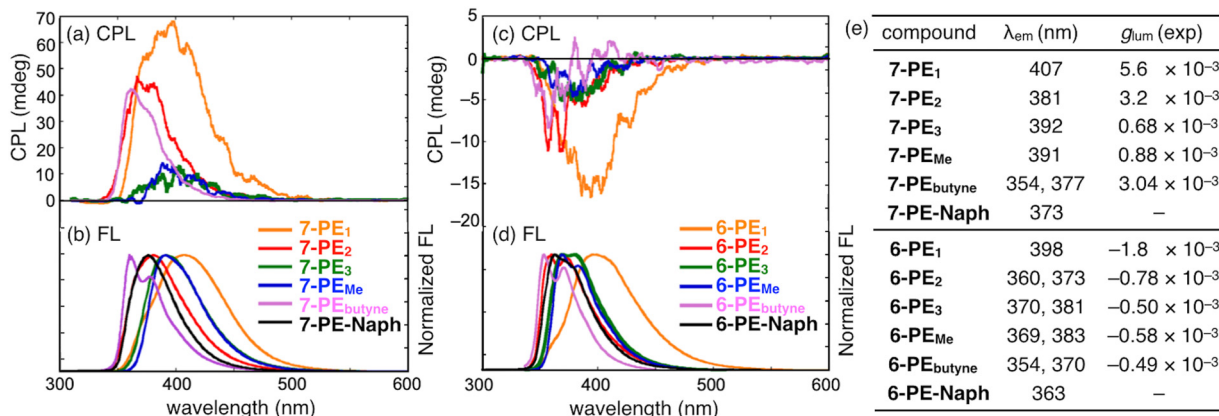 (a) CPL
CPL (mdeg)
70
60
50
40
30
20
10
0
(b) FL
Normalized FL
7-PE1
7-PE2
7-PE3
7-PEMe
7-PEbutyne
7-PE-Naph
300
400
500
600
wavelength (nm)
(c) CPL
CPL (mdeg)
5
0
−5
−10
−15
−20
(d) FL
Normalized FL
6-PE1
6-PE2
6-PE3
6-PEMe
6-PEbutyne
6-PE-Naph
300
400
500
600
wavelength (nm)
(e)
compound λem (nm) glum (exp)
7-PE1 407 5.6 × 10−3
7-PE2 381 3.2 × 10−3
7-PE3 392 0.68 × 10−3
7-PEMe 391 0.88 × 10−3
7-PEbutyne 354, 377 3.04 × 10−3
7-PE-Naph 373 –
6-PE1 398 −1.8 × 10−3
6-PE2 360, 373 −0.78 × 10−3
6-PE3 370, 381 −0.50 × 10−3
6-PEMe 369, 383 −0.58 × 10−3
6-PEbutyne 354, 370 −0.49 × 10−3
6-PE-Naph 363 –